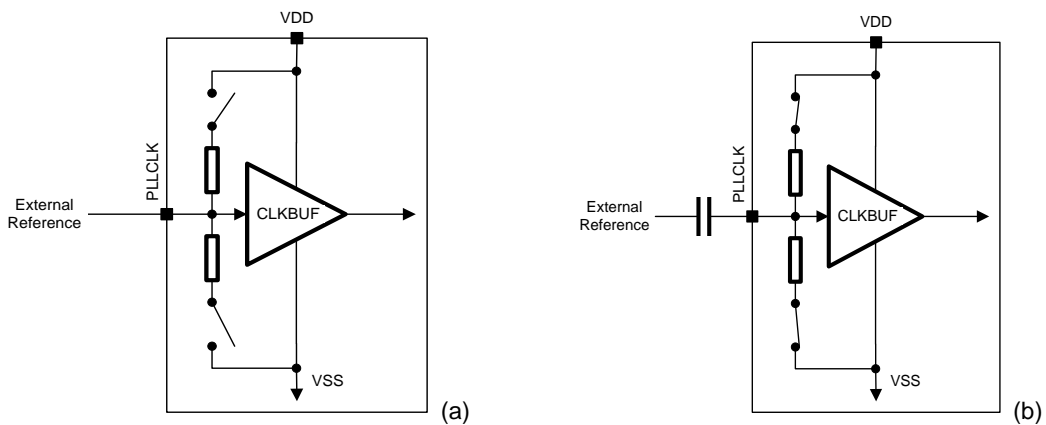 VDD
PLLCLK
External
Reference
CLKBUF
VSS
(a)
VDD
PLLCLK
External
Reference
CLKBUF
VSS
(b)